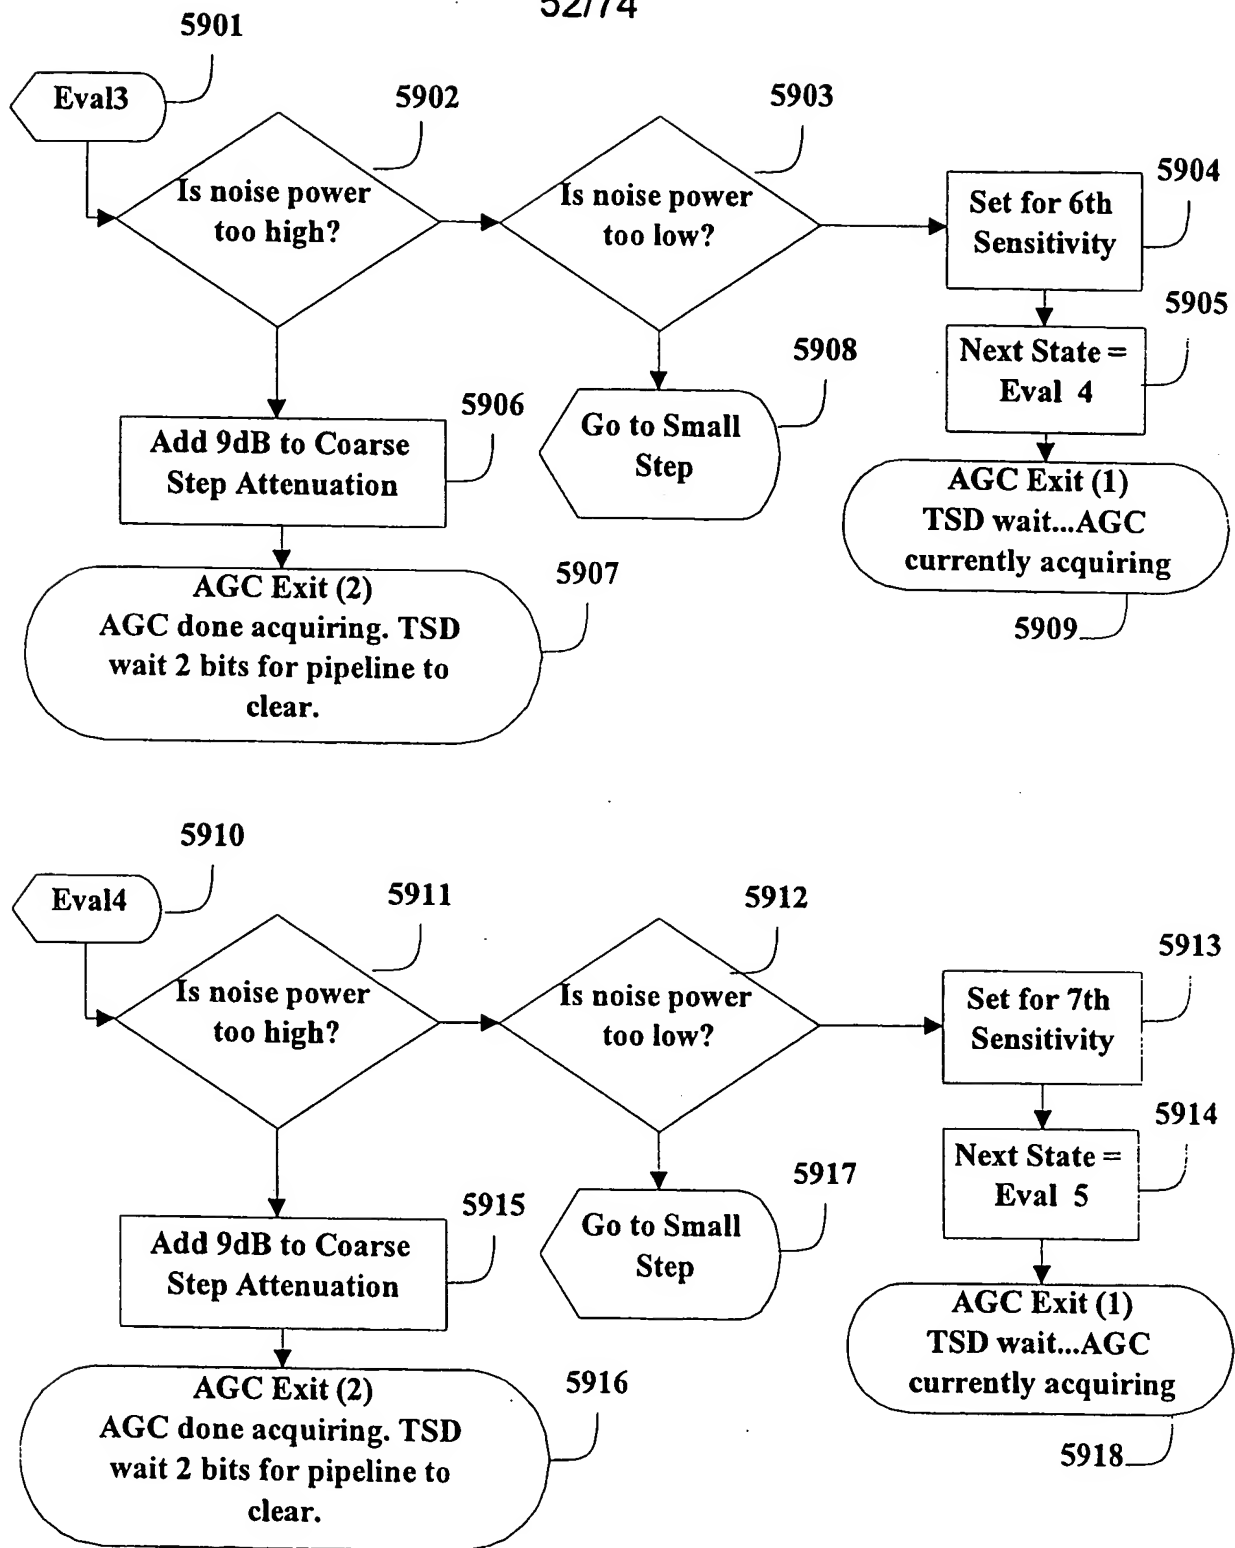 52/74
5901
Eval3
5902
Is noise power
too high?
5903
Is noise power
too low?
5904
Set for 6th
Sensitivity
5905
Next State =
Eval 4
5906
Add 9dB to Coarse
Step Attenuation
5908
Go to Small
Step
AGC Exit (1)
TSD wait...AGC
currently acquiring
5909
5907
AGC Exit (2)
AGC done acquiring. TSD
wait 2 bits for pipeline to
clear.
5910
Eval4
5911
Is noise power
too high?
5912
Is noise power
too low?
5913
Set for 7th
Sensitivity
5914
Next State =
Eval 5
5915
Add 9dB to Coarse
Step Attenuation
5917
Go to Small
Step
AGC Exit (1)
TSD wait...AGC
currently acquiring
5918
5916
AGC Exit (2)
AGC done acquiring. TSD
wait 2 bits for pipeline to
clear.